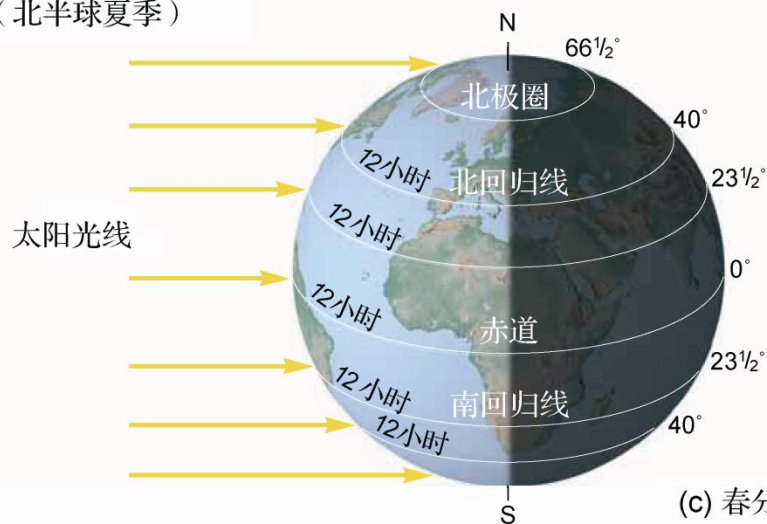 (北半球夏季)
N
66½°
北极圈
40°
12小时
北回归线
23½°
12小时
太阳光线
0°
12小时
赤道
23½°
12小时
南回归线
12小时
40°
(c) 春分
S